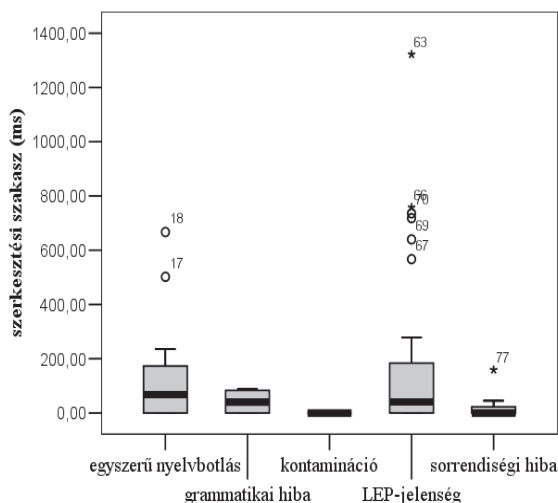 szerkesztési szakasz (ms)
1400,00
1200,00
1000,00
800,00
600,00
400,00
200,00
0,00
63
66
70
69
67
18
17
77
egyszerű nyelvbotlás
grammatikai hiba
kontamináció
LEP-jelenség
sorrendiségi hiba